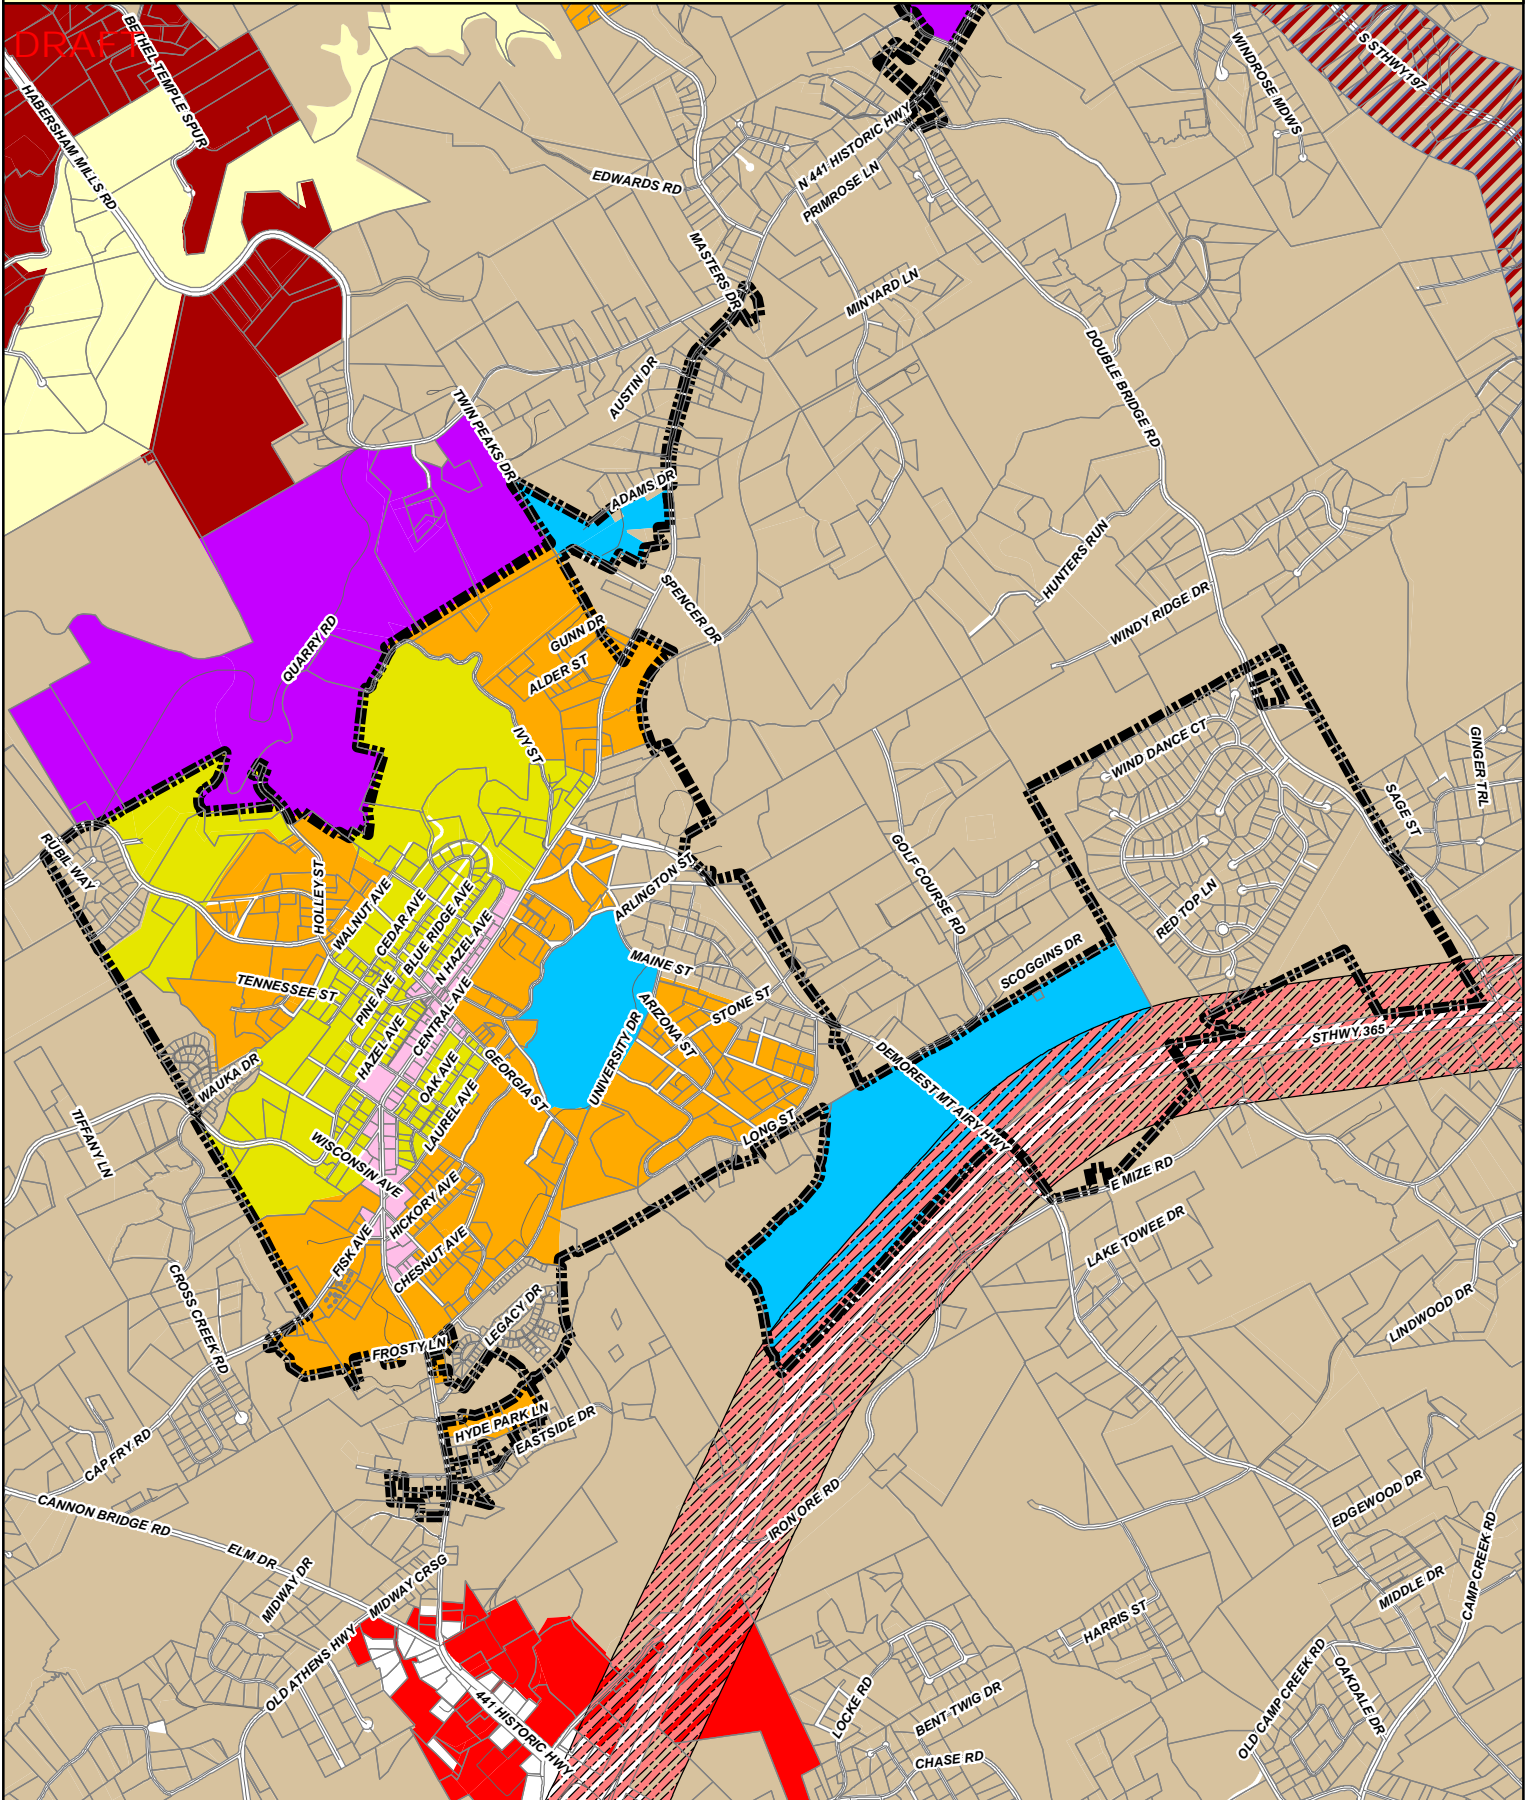 DRAFT
BETHEL TEMPLE SPUR
HABERSHAM MILLS RD
WINDROSE MDWS
S STHWY197
N 441 HISTORIC HWY
PRIMROSE LN
EDWARDS RD
MASTERS DR
MINYARD LN
DOUBLE BRIDGE RD
AUSTIN DR
TWIN PEAKS DR
ADAMS DR
HUNTERS RUN
SPENCER DR
WINDY RIDGE DR
QUARRY RD
GUNN DR
ALDER ST
IVY ST
WIND DANCE CT
GINGER TRL
SAGE ST
RUBIL WAY
HOLLEY ST
WALNUT AVE
CEDAR AVE
BLUE RIDGE AVE
ARLINGTON ST
GOLF COURSE RD
RED TOP LN
N HAZEL AVE
MAINE ST
SCOGGINS DR
TENNESSEE ST
PINE AVE
CENTRAL AVE
STONE ST
ARIZONA ST
UNIVERSITY DR
STHWY 365
HAZEL AVE
GEORGIA ST
OAK AVE
LAUREL AVE
WAUKA DR
DEMOREST MT AIRY HWY
TIFFANY LN
LONG ST
WISCONSIN AVE
E MIZE RD
HICKORY AVE
FISK AVE
CHESNUT AVE
LAKE TOWEE DR
CROSS CREEK RD
LEGACY DR
LINDWOOD DR
FROSTY LN
HYDE PARK LN
EASTSIDE DR
CAP FRY RD
CANNON BRIDGE RD
IRON ORE RD
EDGEWOOD DR
CAMP CREEK RD
ELM DR
MIDWAY DR
MIDWAY CRSG
MIDDLE DR
HARRIS ST
OLD ATHENS HWY
441 HISTORIC HWY
LOCKE RD
BENT TWIG DR
OLD CAMP CREEK RD
OAKDALE DR
CHASE RD